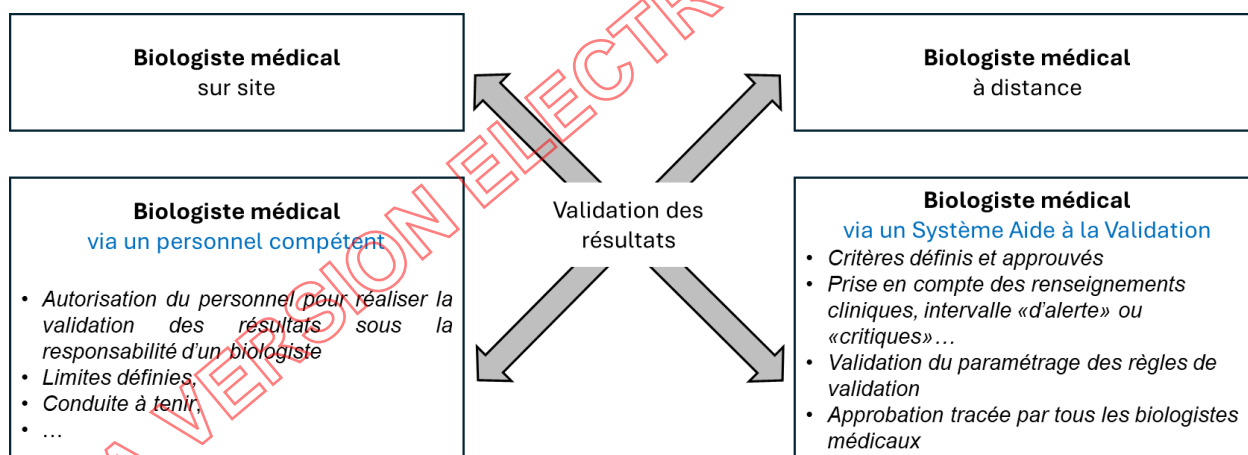 Biologiste médical
sur site
Biologiste médical
à distance
Biologiste médical
via un personnel compétent
• Autorisation du personnel pour réaliser la
validation des résultats sous la
responsabilité d'un biologiste
• Limites définies,
• Conduite à tenir,
• …
Validation des
résultats
Biologiste médical
via un Système Aide à la Validation
• Critères définis et approuvés
• Prise en compte des renseignements
cliniques, intervalle «d'alerte» ou
«critiques»…
• Validation du paramétrage des règles de
validation
• Approbation tracée par tous les biologistes
médicaux
A VERSION ELECTR